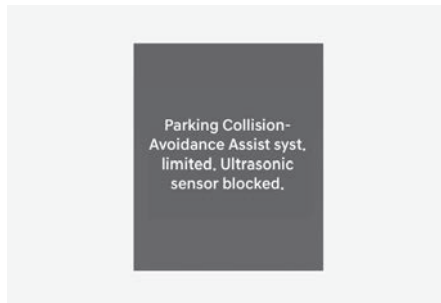 Parking Collision-
Avoidance Assist syst.
limited. Ultrasonic
sensor blocked.